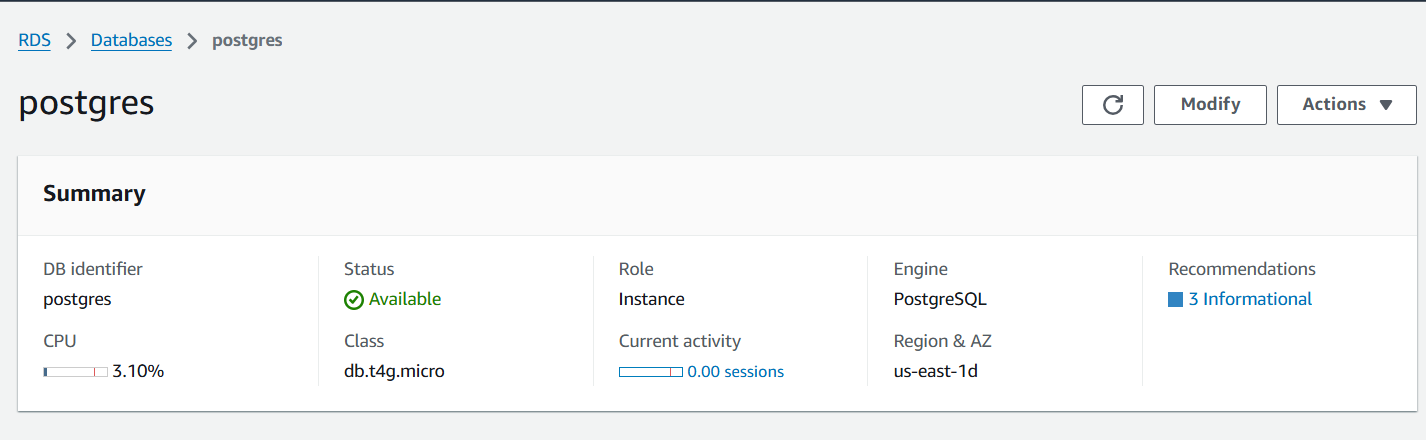 RDS > Databases > postgres
postgres
Modify
Actions
Summary
DB identifier
postgres
Status
Available
Role
Instance
Engine
PostgreSQL
Recommendations
3 Informational
CPU
3.10%
Class
db.t4g.micro
Current activity
0.00 sessions
Region & AZ
us-east-1d